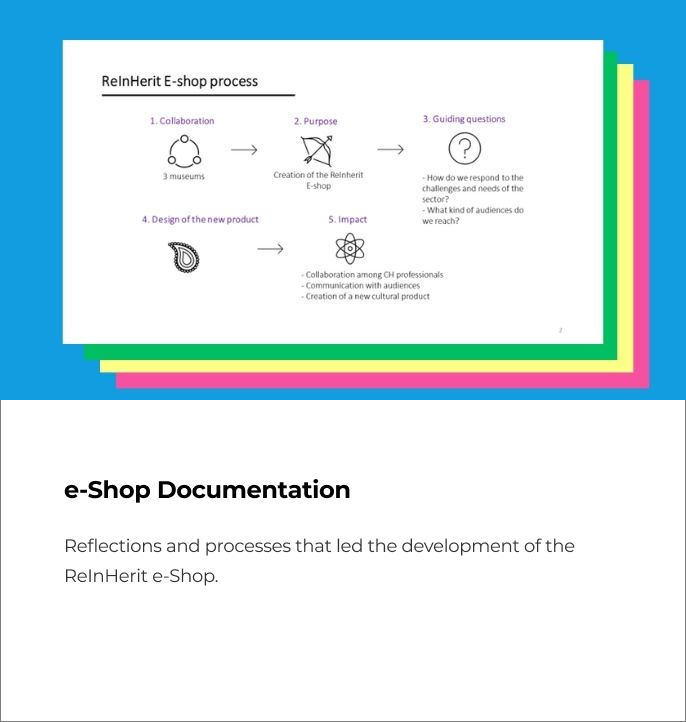 ReInHerit E-shop process
1. Collaboration
3 museums
2. Purpose
Creation of the ReInherit
E-shop
3. Guiding questions
?
- How do we respond to the
challenges and needs of the
sector?
- What kind of audiences do
we reach?
4. Design of the new product
5. Impact
- Collaboration among CH professionals
- Communication with audiences
- Creation of a new cultural product
e-Shop Documentation
Reflections and processes that led the development of the
ReInHerit e-Shop.